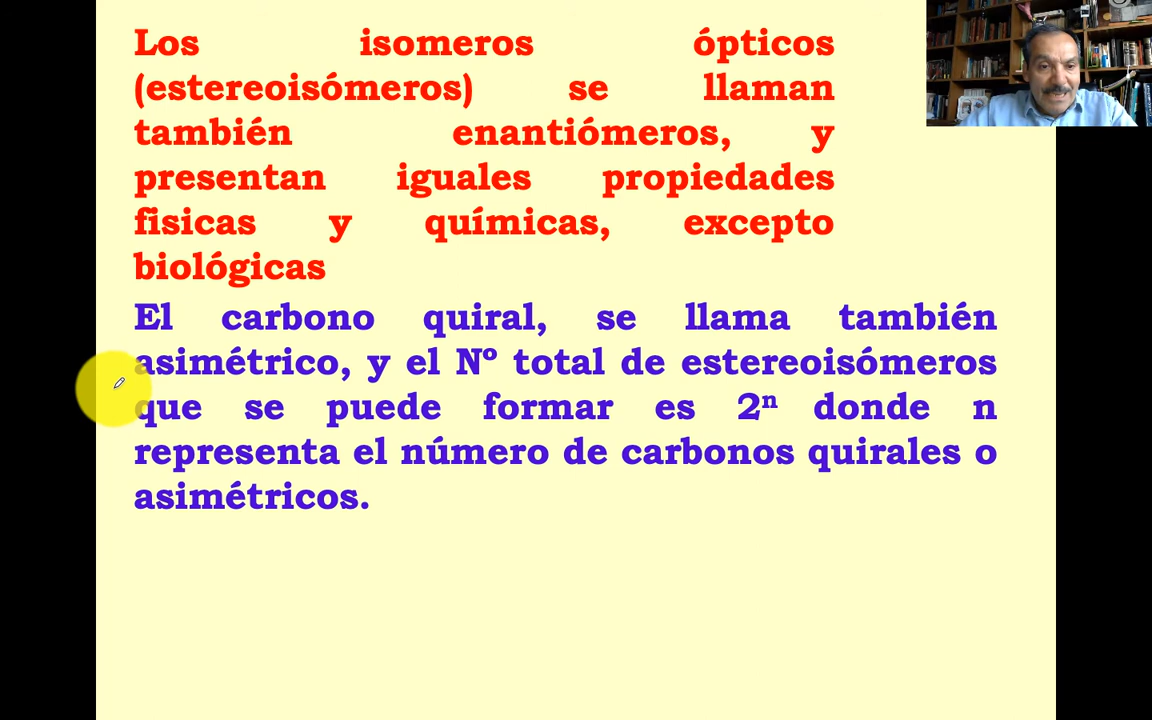 Los isomeros ópticos
(estereoisómeros) se llaman
también enantiómeros, y
presentan iguales propiedades
fisicas y químicas, excepto
biológicas
El carbono quiral, se llama también
asimétrico, y el Nº total de estereoisómeros
que se puede formar es 2ⁿ donde n
representa el número de carbonos quirales o
asimétricos.